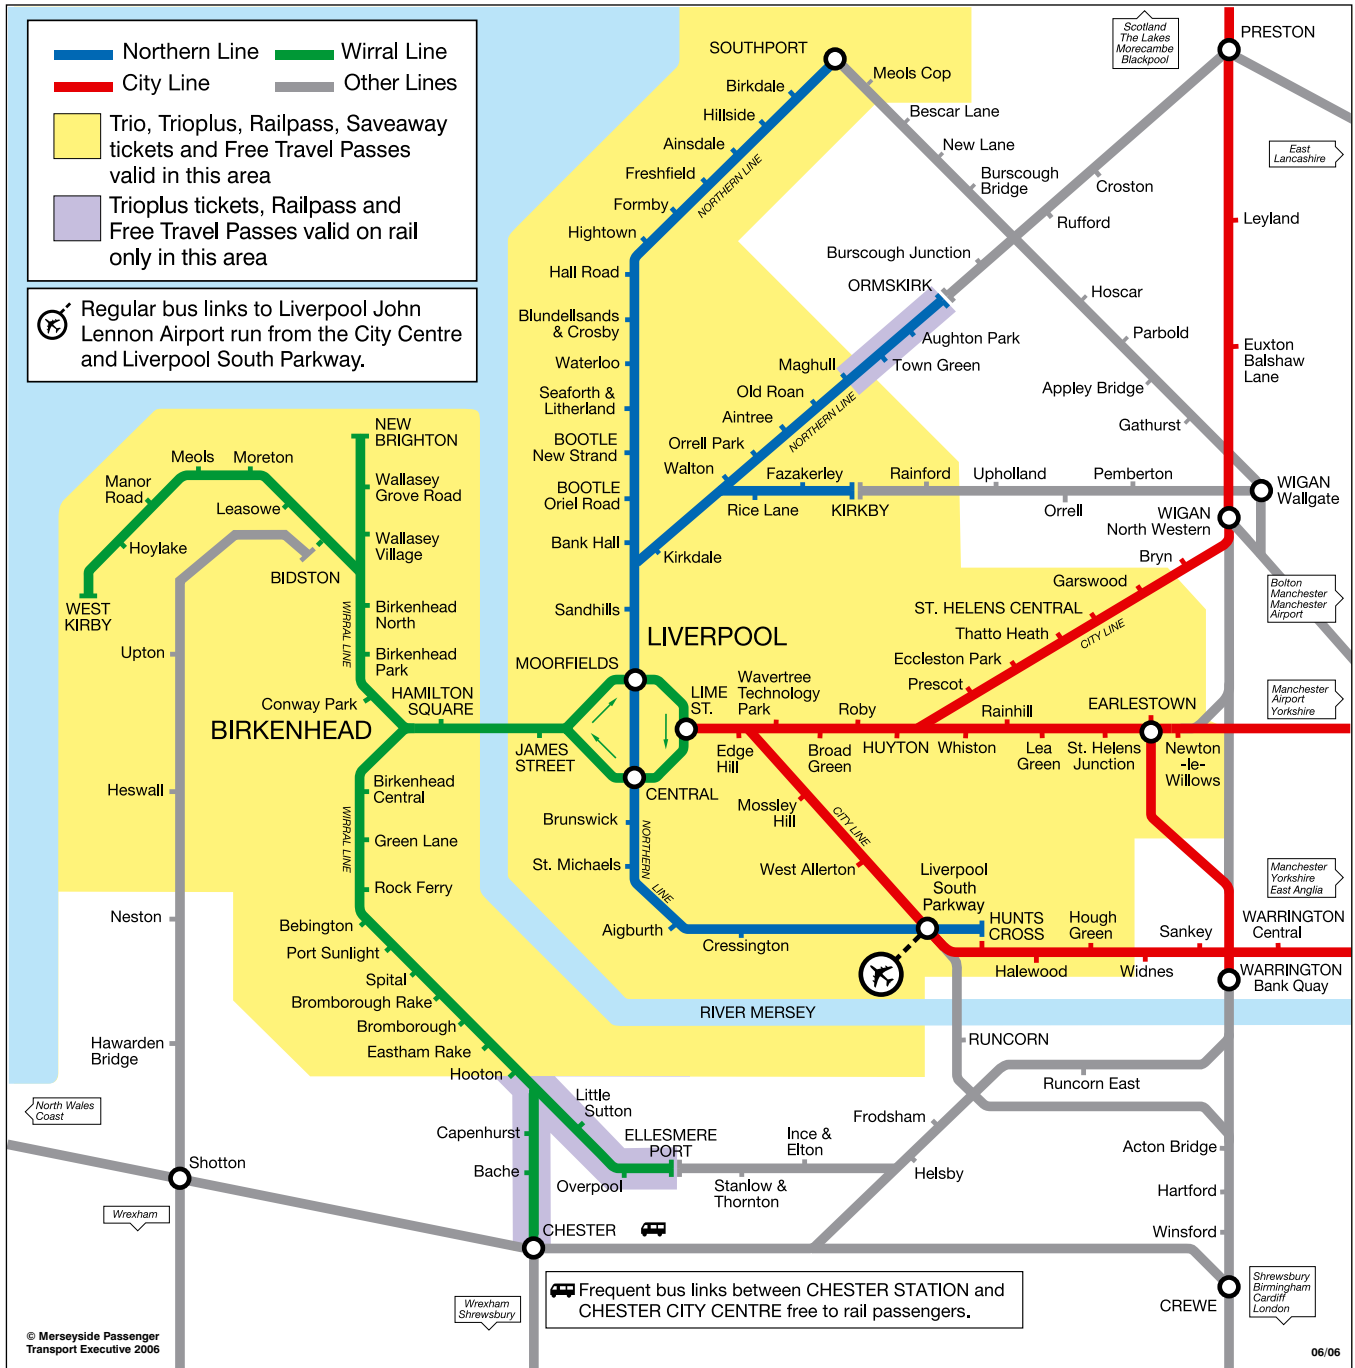 Northern Line
Wirral Line
City Line
Other Lines
Trio, Trioplus, Railpass, Saveaway
tickets and Free Travel Passes
valid in this area
Trioplus tickets, Railpass and
Free Travel Passes valid on rail
only in this area
Regular bus links to Liverpool John
Lennon Airport run from the City Centre
and Liverpool South Parkway.
SOUTHPORT
Birkdale
Hillside
Ainsdale
Freshfield
Formby
Hightown
NORTHERN LINE
Hall Road
Blundellsands
& Crosby
Waterloo
Seaforth &
Litherland
BOOTLE
New Strand
BOOTLE
Oriel Road
Bank Hall
Sandhills
Meols Cop
Bescar Lane
New Lane
Burscough
Bridge
Hoscar
Parbold
Appley Bridge
Gathurst
WIGAN
Wallgate
Scotland
The Lakes
Morecambe
Blackpool
PRESTON
East
Lancashire
Croston
Rufford
Burscough Junction
ORMSKIRK
Aughton Park
Town Green
Maghull
Old Roan
Aintree
NORTHERN LINE
Orrell Park
Walton
Kirkdale
Rice Lane
Fazakerley
KIRKBY
Rainford
Upholland
Orrell
Pemberton
Leyland
Euxton
Balshaw
Lane
WIGAN
North Western
Bryn
Garswood
ST. HELENS CENTRAL
Thatto Heath
Eccleston Park
Prescot
CITY LINE
Bolton
Manchester
Manchester
Airport
Manchester
Airport
Yorkshire
NEW
BRIGHTON
Wallasey
Grove Road
Wallasey
Village
Meols
Moreton
Manor
Road
Leasowe
Hoylake
WEST
KIRBY
BIDSTON
Birkenhead
North
Birkenhead
Park
WIRRAL LINE
Conway Park
HAMILTON
SQUARE
BIRKENHEAD
JAMES
STREET
LIVERPOOL
MOORFIELDS
LIME
ST.
CENTRAL
Wavertree
Technology
Park
Edge
Hill
Broad
Green
Roby
HUYTON
Whiston
Rainhill
Lea
Green
St. Helens
Junction
EARLESTOWN
Newton
-le-
Willows
Mossley
Hill
West Allerton
CITY LINE
Liverpool
South
Parkway
HUNTS
CROSS
Halewood
Hough
Green
Widnes
Sankey
WARRINGTON
Central
WARRINGTON
Bank Quay
Manchester
Yorkshire
East Anglia
Brunswick
St. Michaels
NORTHERN
LINE
Aigburth
Cressington
RIVER MERSEY
Birkenhead
Central
Green Lane
Rock Ferry
WIRRAL LINE
Bebington
Port Sunlight
Spital
Bromborough Rake
Bromborough
Eastham Rake
Hooton
Little
Sutton
Overpool
ELLESMERE
PORT
Capenhurst
Bache
CHESTER
Upton
Heswall
Neston
Hawarden
Bridge
Shotton
North Wales
Coast
Wrexham
Wrexham
Shrewsbury
Stanlow &
Thornton
Ince &
Elton
Helsby
Frodsham
Runcorn East
RUNCORN
Acton Bridge
Hartford
Winsford
CREWE
Shrewsbury
Birmingham
Cardiff
London
Frequent bus links between CHESTER STATION and
CHESTER CITY CENTRE free to rail passengers.
© Merseyside Passenger
Transport Executive 2006
06/06